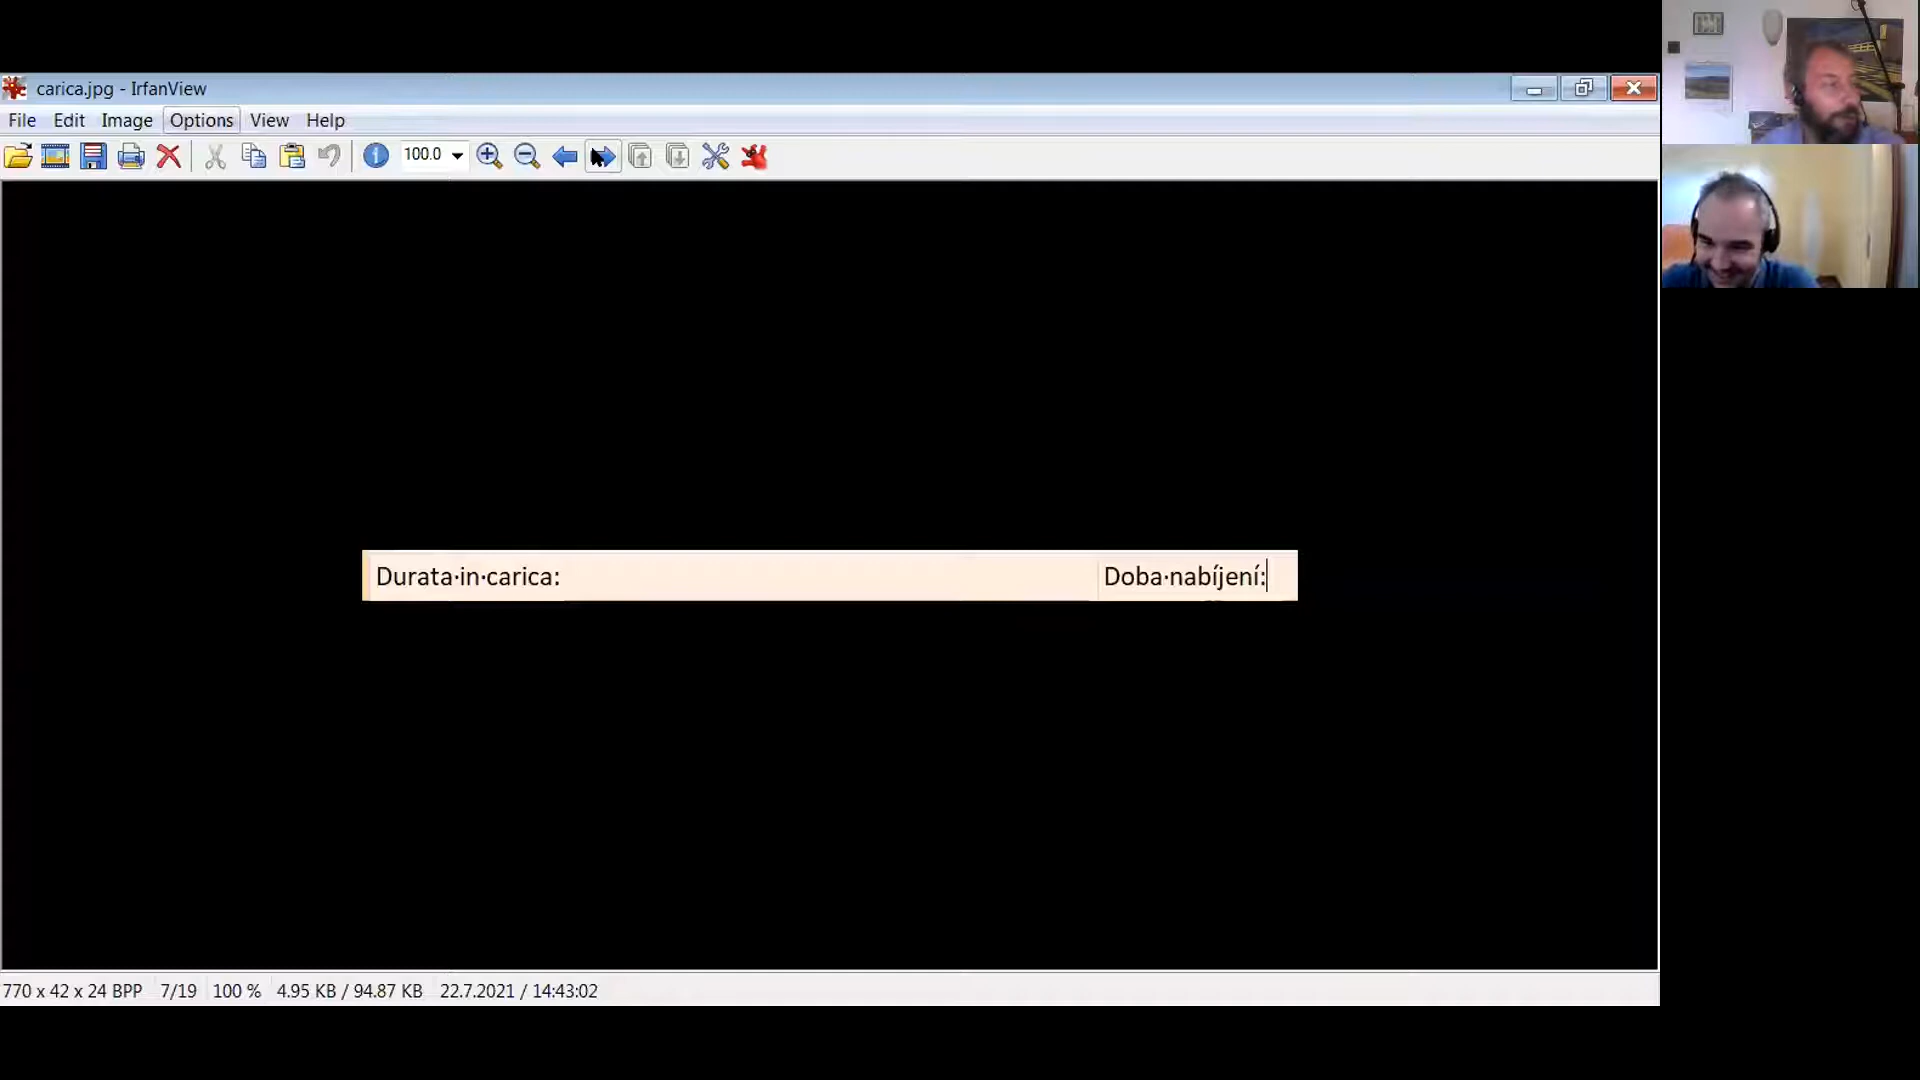 carica.jpg - IrfanView
File Edit Image Options View Help
100.0
Durata·in·carica: Doba·nabíjení:
770 x 42 x 24 BPP 7/19 100 % 4.95 KB / 94.87 KB 22.7.2021 / 14:43:02